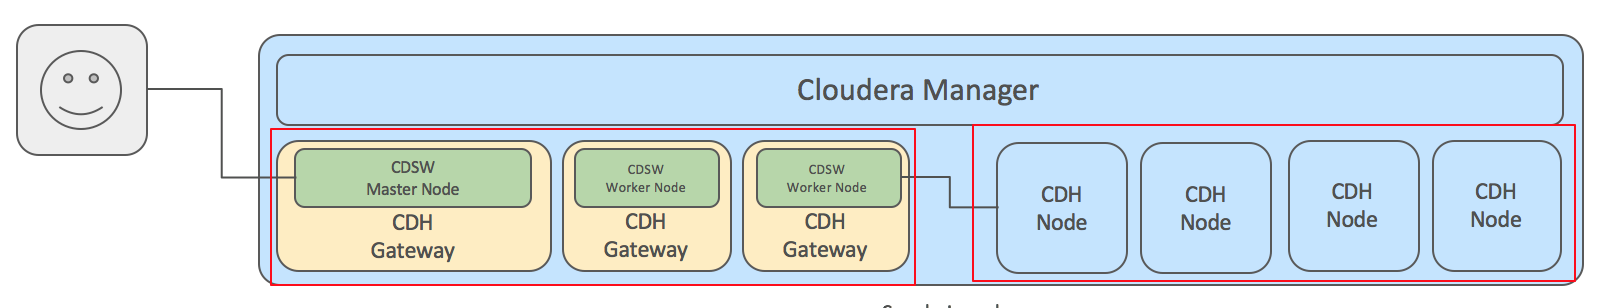 Cloudera Manager
CDSW
Master Node
CDH
Gateway
CDSW
Worker Node
CDH
Gateway
CDSW
Worker Node
CDH
Gateway
CDH
Node
CDH
Node
CDH
Node
CDH
Node